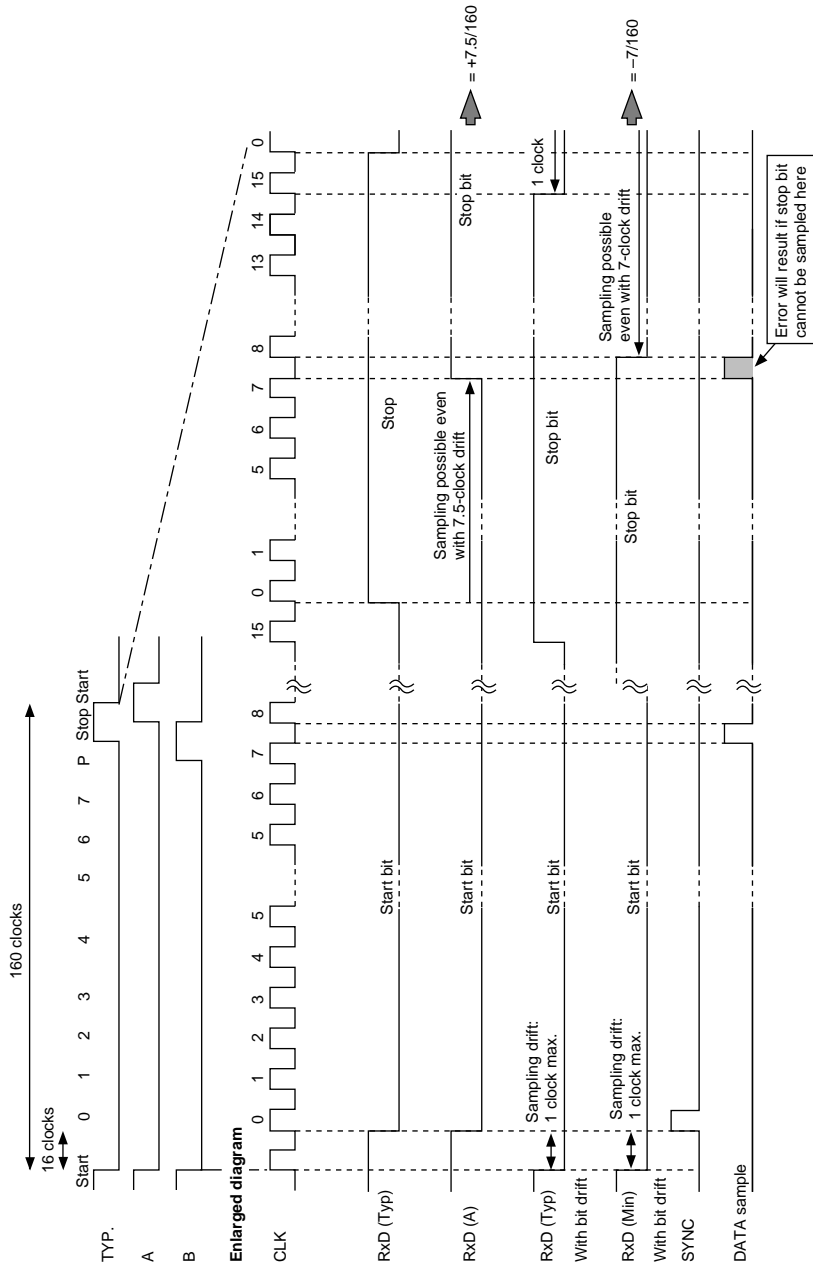 160 clocks
16 clocks
Start 0 1 2 3 4 5 6 7 P Stop Start
TYP.
A
B
Enlarged diagram
CLK
0 1 2 3 4 5 5 6 7 8 15 0 1 5 6 7 8 13 14 15 0
RxD (Typ)
Start bit
Stop
RxD (A)
Start bit
Sampling possible even
with 7.5-clock drift
Stop bit
= +7.5/160
RxD (Typ)
With bit drift
Sampling drift:
1 clock max.
Start bit
Stop bit
1 clock
RxD (Min)
With bit drift
Sampling drift:
1 clock max.
Start bit
Stop bit
Sampling possible
even with 7-clock drift
= –7/160
SYNC
DATA sample
Error will result if stop bit
cannot be sampled here